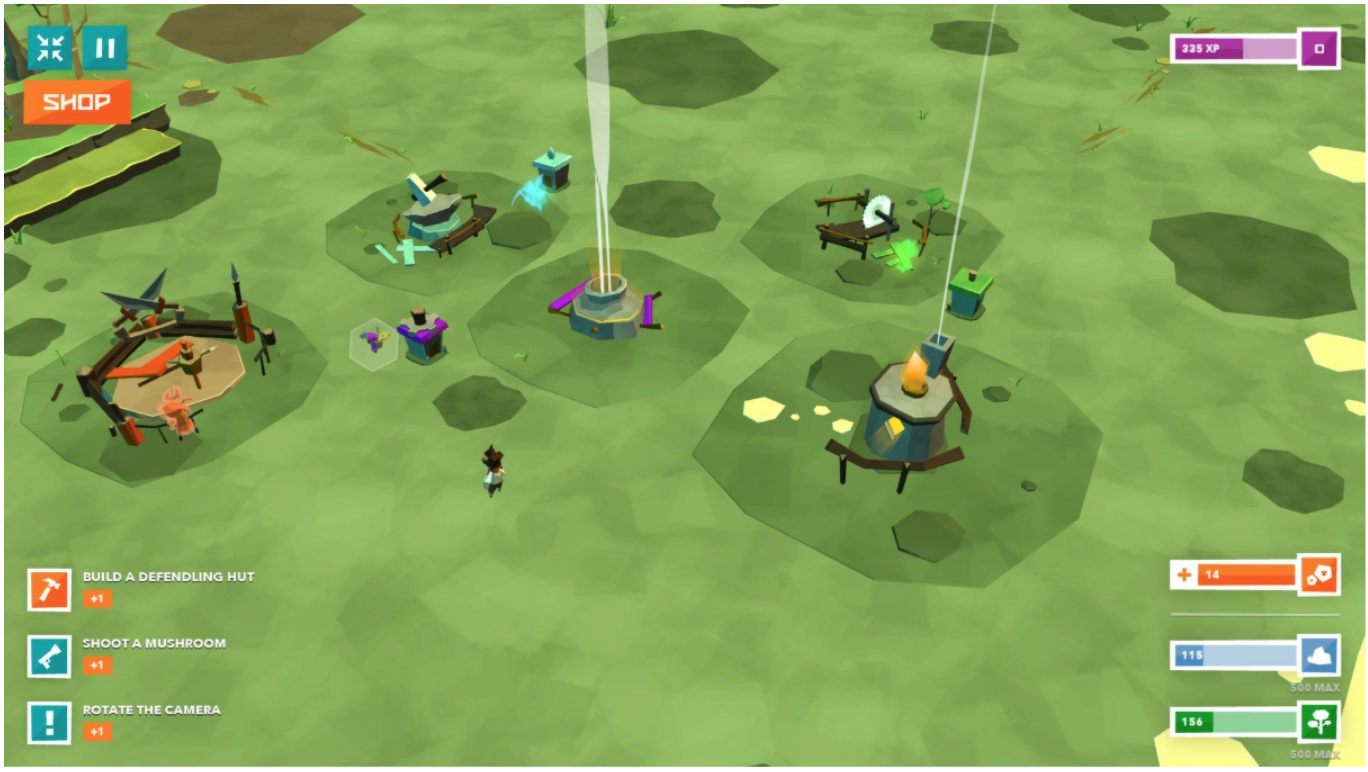 SHOP
335 XP
BUILD A DEFENDLING HUT
+1
SHOOT A MUSHROOM
+1
ROTATE THE CAMERA
+1
14
115
500 MAX
156
500 MAX